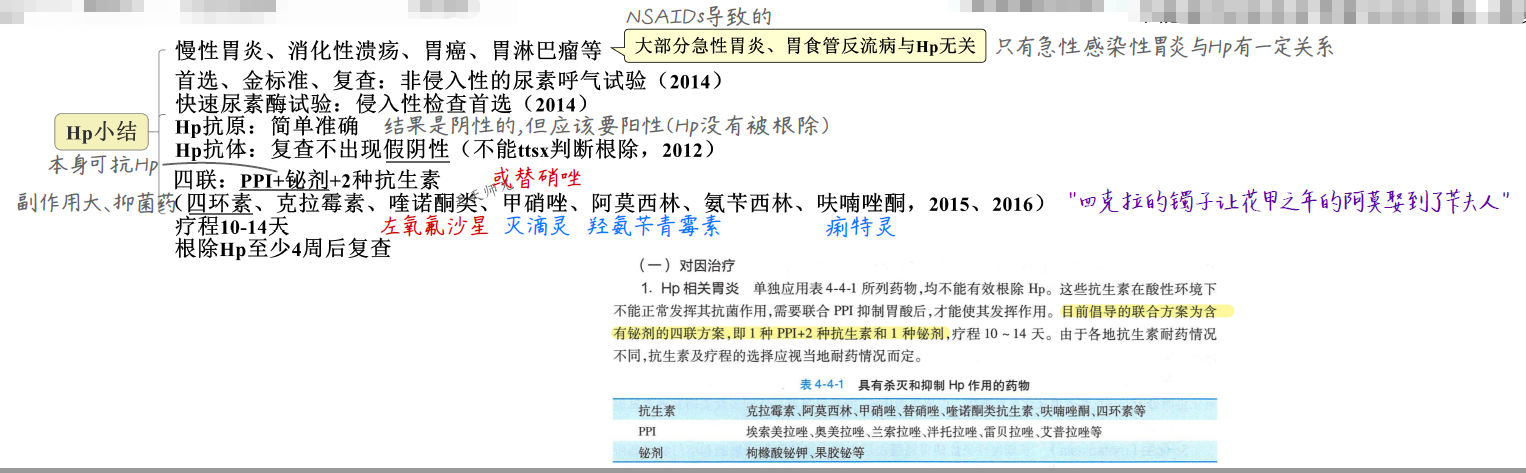 NSAIDs导致的
慢性胃炎、消化性溃疡、胃癌、胃淋巴瘤等 大部分急性胃炎、胃食管反流病与Hp无关 只有急性感染性胃炎与Hp有一定关系
首选、金标准、复查：非侵入性的尿素呼气试验（2014）
快速尿素酶试验：侵入性检查首选（2014）
Hp小结
Hp抗原：简单准确 结果是阴性的,但应该要阳性(Hp没有被根除)
Hp抗体：复查不出现假阴性（不能ttsx判断根除，2012）
本身可抗Hp
四联：PPI+铋剂+2种抗生素 或替硝唑
副作用大、抑菌药
（四环素、克拉霉素、喹诺酮类、甲硝唑、阿莫西林、氨苄西林、呋喃唑酮，2015、2016） "四克拉的镯子让花甲之年的阿莫娶到了苄夫人"
疗程10-14天 左氧氟沙星 灭滴灵 羟氨苄青霉素 痢特灵
根除Hp至少4周后复查
（一）对因治疗
1. Hp 相关胃炎 单独应用表 4-4-1 所列药物,均不能有效根除 Hp。这些抗生素在酸性环境下
不能正常发挥其抗菌作用,需要联合 PPI 抑制胃酸后,才能使其发挥作用。目前倡导的联合方案为含
有铋剂的四联方案,即 1 种 PPI+2 种抗生素和 1 种铋剂,疗程 10 ~ 14 天。由于各地抗生素耐药情况
不同,抗生素及疗程的选择应视当地耐药情况而定。
表 4-4-1 具有杀灭和抑制 Hp 作用的药物
抗生素 克拉霉素、阿莫西林、甲硝唑、替硝唑、喹诺酮类抗生素、呋喃唑酮、四环素等
PPI 埃索美拉唑、奥美拉唑、兰索拉唑、泮托拉唑、雷贝拉唑、艾普拉唑等
铋剂 枸橼酸铋钾、果胶铋等